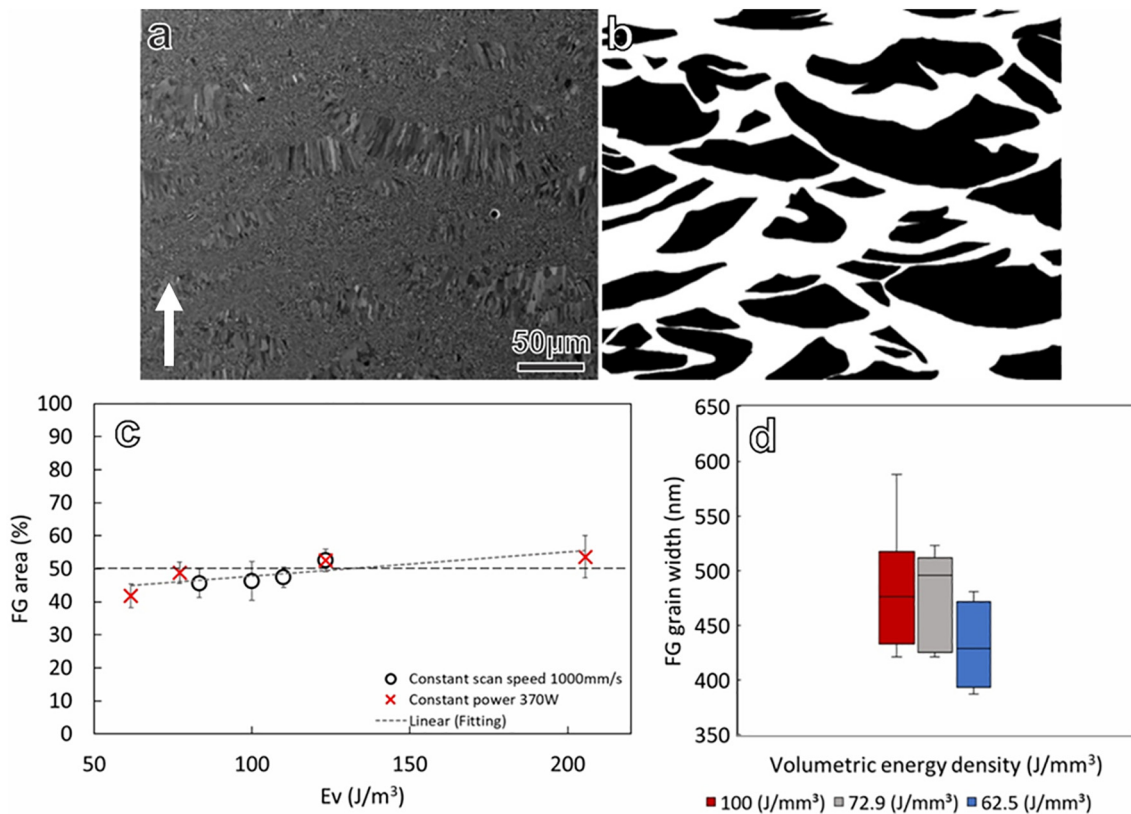 a
b
50μm
c
FG area (%)
100
90
80
70
60
50
40
30
20
10
0
50
100
150
200
Ev (J/m³)
Constant scan speed 1000mm/s
Constant power 370W
Linear (Fitting)
d
FG grain width (nm)
650
600
550
500
450
400
350
Volumetric energy density (J/mm³)
100 (J/mm³) 72.9 (J/mm³) 62.5 (J/mm³)